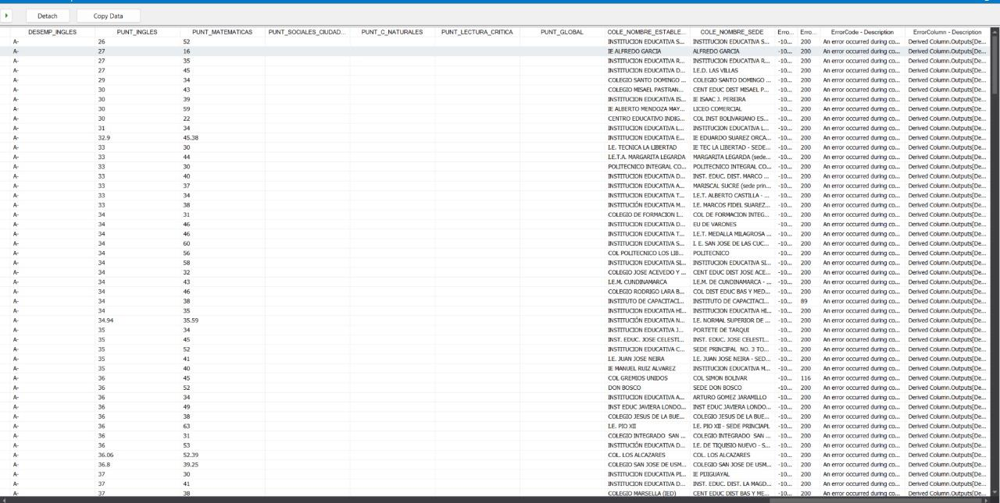 Detach Copy Data
DESEMP_INGLES PUNT_INGLES PUNT_MATEMATICAS PUNT_SOCIALES_CIUDAD... PUNT_C_NATURALES PUNT_LECTURA_CRITICA PUNT_GLOBAL COLE_NOMBRE_ESTABLE... COLE_NOMBRE_SEDE Erro... Erro... ErrorCode - Description ErrorColumn - Description
A- 26 52 INSTITUCION EDUCATIVA S... INSTITUCION EDUCATIVA S... -10... 200 An error occurred during co... Derived Column.Outputs[De...
A- 27 16 IE ALFREDO GARCIA ALFREDO GARCIA -10... 200 An error occurred during co... Derived Column.Outputs[De...
A- 27 35 INSTITUCION EDUCATIVA R... INSTITUCION EDUCATIVA R... -10... 200 An error occurred during co... Derived Column.Outputs[De...
A- 27 45 INSTITUCION EDUCATIVA D... I.E.D. LAS VILLAS -10... 200 An error occurred during co... Derived Column.Outputs[De...
A- 29 34 COLEGIO SANTO DOMINGO ... COLEGIO SANTO DOMINGO ... -10... 200 An error occurred during co... Derived Column.Outputs[De...
A- 30 43 COLEGIO MISAEL PASTRAN... CENT EDUC DIST MISAEL P... -10... 200 An error occurred during co... Derived Column.Outputs[De...
A- 30 39 INSTITUCION EDUCATIVA IS... IE ISAAC J. PEREIRA -10... 200 An error occurred during co... Derived Column.Outputs[De...
A- 30 59 IE ALBERTO MENDOZA MAY... LICEO COMERCIAL -10... 200 An error occurred during co... Derived Column.Outputs[De...
A- 30 22 CENTRO EDUCATIVO INDIG... COL INST BOLIVARIANO ES... -10... 200 An error occurred during co... Derived Column.Outputs[De...
A- 31 34 INSTITUCION EDUCATIVA L... INSTITUCION EDUCATIVA L... -10... 200 An error occurred during co... Derived Column.Outputs[De...
A- 32.9 45.38 INSTITUCION EDUCATIVA E... IE EDUARDO SUAREZ ORCA... -10... 200 An error occurred during co... Derived Column.Outputs[De...
A- 33 30 I.E. TECNICA LA LIBERTAD IE TEC LA LIBERTAD - SEDE... -10... 200 An error occurred during co... Derived Column.Outputs[De...
A- 33 44 I.E.T.A. MARGARITA LEGARDA MARGARITA LEGARDA (sede... -10... 200 An error occurred during co... Derived Column.Outputs[De...
A- 33 30 POLITECNICO INTEGRAL CO... POLITECNICO INTEGRAL CO... -10... 200 An error occurred during co... Derived Column.Outputs[De...
A- 33 40 INSTITUCION EDUCATIVA D... INST. EDUC. DIST. MARCO ... -10... 200 An error occurred during co... Derived Column.Outputs[De...
A- 33 37 INSTITUCION EDUCATIVA A... MARISCAL SUCRE (sede prin... -10... 200 An error occurred during co... Derived Column.Outputs[De...
A- 33 34 INSTITUCION EDUCATIVA T... I.E.T. ALBERTO CASTILLA - ... -10... 200 An error occurred during co... Derived Column.Outputs[De...
A- 33 38 INSTITUCIÓN EDUCATIVA M... I.E. MARCOS FIDEL SUAREZ... -10... 200 An error occurred during co... Derived Column.Outputs[De...
A- 34 31 COLEGIO DE FORMACION I... COL DE FORMACION INTEG... -10... 200 An error occurred during co... Derived Column.Outputs[De...
A- 34 46 INSTITUCION EDUCATIVA D... EU DE VARONES -10... 200 An error occurred during co... Derived Column.Outputs[De...
A- 34 46 INSTITUCION EDUCATIVA T... I.E.T. MEDALLA MILAGROSA ... -10... 200 An error occurred during co... Derived Column.Outputs[De...
A- 34 60 INSTITUCION EDUCATIVA S... I. E. SAN JOSE DE LAS CUC... -10... 200 An error occurred during co... Derived Column.Outputs[De...
A- 34 56 COL POLITECNICO LOS LIB... POLITECNICO -10... 200 An error occurred during co... Derived Column.Outputs[De...
A- 34 58 INSTITUCION EDUCATIVA SI... INSTITUCION EDUCATIVA SI... -10... 200 An error occurred during co... Derived Column.Outputs[De...
A- 34 32 COLEGIO JOSE ACEVEDO Y ... CENT EDUC DIST JOSE ACE... -10... 200 An error occurred during co... Derived Column.Outputs[De...
A- 34 43 I.E.M. CUNDINAMARCA I.E.M. DE CUNDINAMARCA - ... -10... 200 An error occurred during co... Derived Column.Outputs[De...
A- 34 46 COLEGIO RODRIGO LARA B... COL DIST EDUC BAS Y MED... -10... 200 An error occurred during co... Derived Column.Outputs[De...
A- 34 38 INSTITUTO DE CAPACITACI... INSTITUTO DE CAPACITACI... -10... 89 An error occurred during co... Derived Column.Outputs[De...
A- 34 35 INSTITUCION EDUCATIVA HI... INSTITUCION EDUCATIVA HI... -10... 200 An error occurred during co... Derived Column.Outputs[De...
A- 34.94 35.59 INSTITUCIÓN EDUCATIVA N... I.E. NORMAL SUPERIOR DE ... -10... 200 An error occurred during co... Derived Column.Outputs[De...
A- 35 34 INSTITUCION EDUCATIVA J... PORTETE DE TARQUI -10... 200 An error occurred during co... Derived Column.Outputs[De...
A- 35 45 INST. EDUC. JOSE CELESTI... INST. EDUC. JOSE CELESTI... -10... 200 An error occurred during co... Derived Column.Outputs[De...
A- 35 52 INSTITUCION EDUCATIVA C... SEDE PRINCIPAL NO. 3 TO... -10... 200 An error occurred during co... Derived Column.Outputs[De...
A- 35 41 I.E. JUAN JOSE NEIRA I.E. JUAN JOSE NEIRA - SED... -10... 200 An error occurred during co... Derived Column.Outputs[De...
A- 35 40 IE MANUEL RUIZ ALVAREZ INSTITUCION EDUCATIVA M... -10... 200 An error occurred during co... Derived Column.Outputs[De...
A- 36 45 COL GREMIOS UNIDOS COL SIMON BOLIVAR -10... 116 An error occurred during co... Derived Column.Outputs[De...
A- 36 52 DON BOSCO SEDE DON BOSCO -10... 200 An error occurred during co... Derived Column.Outputs[De...
A- 36 34 INSTITUCION EDUCATIVA A... ARTURO GOMEZ JARAMILLO -10... 200 An error occurred during co... Derived Column.Outputs[De...
A- 36 49 INST EDUC JAVIERA LONDO... INST EDUC JAVIERA LONDO... -10... 200 An error occurred during co... Derived Column.Outputs[De...
A- 36 38 COLEGIO JESUS DE LA BUE... COLEGIO JESUS DE LA BUE... -10... 200 An error occurred during co... Derived Column.Outputs[De...
A- 36 63 I.E. PIO XII I.E. PIO XII - SEDE PRINCIAPL -10... 200 An error occurred during co... Derived Column.Outputs[De...
A- 36 31 COLEGIO INTEGRADO SAN ... COLEGIO INTEGRADO SAN ... -10... 200 An error occurred during co... Derived Column.Outputs[De...
A- 36 53 INSTITUCIÓN EDUCATIVA D... I.E. DE TIQUISIO NUEVO - S... -10... 200 An error occurred during co... Derived Column.Outputs[De...
A- 36.06 52.39 COL. LOS ALCAZARES COL. LOS ALCAZARES -10... 200 An error occurred during co... Derived Column.Outputs[De...
A- 36.8 39.25 COLEGIO SAN JOSE DE USM... COLEGIO SAN JOSE DE USM... -10... 200 An error occurred during co... Derived Column.Outputs[De...
A- 37 30 INSTITUCION EDUCATIVA PI... IE PIJIGUAYAL -10... 200 An error occurred during co... Derived Column.Outputs[De...
A- 37 41 INSTITUCION EDUCATIVA D... INST. EDUC. DIST. LA MAGD... -10... 200 An error occurred during co... Derived Column.Outputs[De...
A- 37 38 COLEGIO MARSELLA (IED) CENT EDUC DIST BAS Y ME... -10... 200 An error occurred during co... Derived Column.Outputs[De...